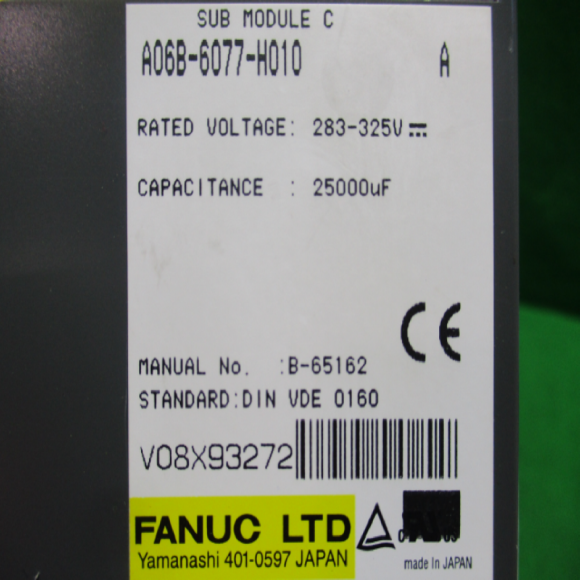 SUB MODULE C
A06B-6077-H010 A
RATED VOLTAGE: 283-325V
CAPACITANCE : 25000uF
CE
MANUAL No. :B-65162
STANDARD:DIN VDE 0160
V08X93272
FANUC LTD
Yamanashi 401-0597 JAPAN
made in JAPAN